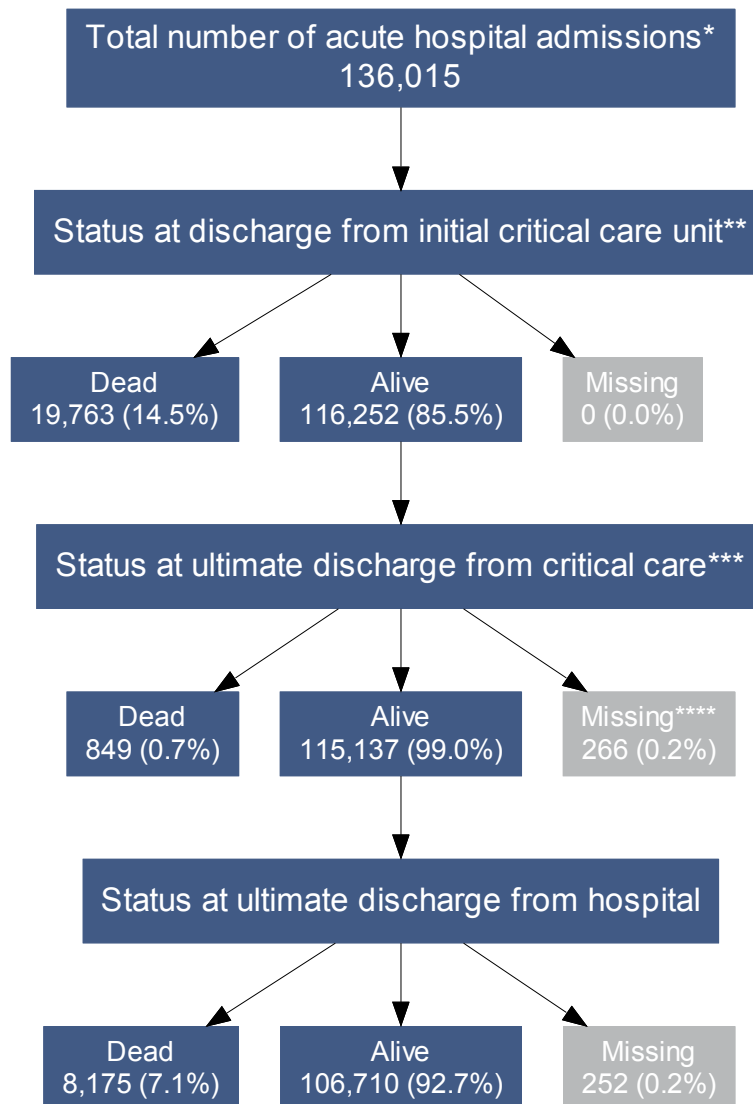 Total number of acute hospital admissions*
136,015
Status at discharge from initial critical care unit**
Dead
19,763 (14.5%)
Alive
116,252 (85.5%)
Missing
0 (0.0%)
Status at ultimate discharge from critical care***
Dead
849 (0.7%)
Alive
115,137 (99.0%)
Missing****
266 (0.2%)
Status at ultimate discharge from hospital
Dead
8,175 (7.1%)
Alive
106,710 (92.7%)
Missing
252 (0.2%)